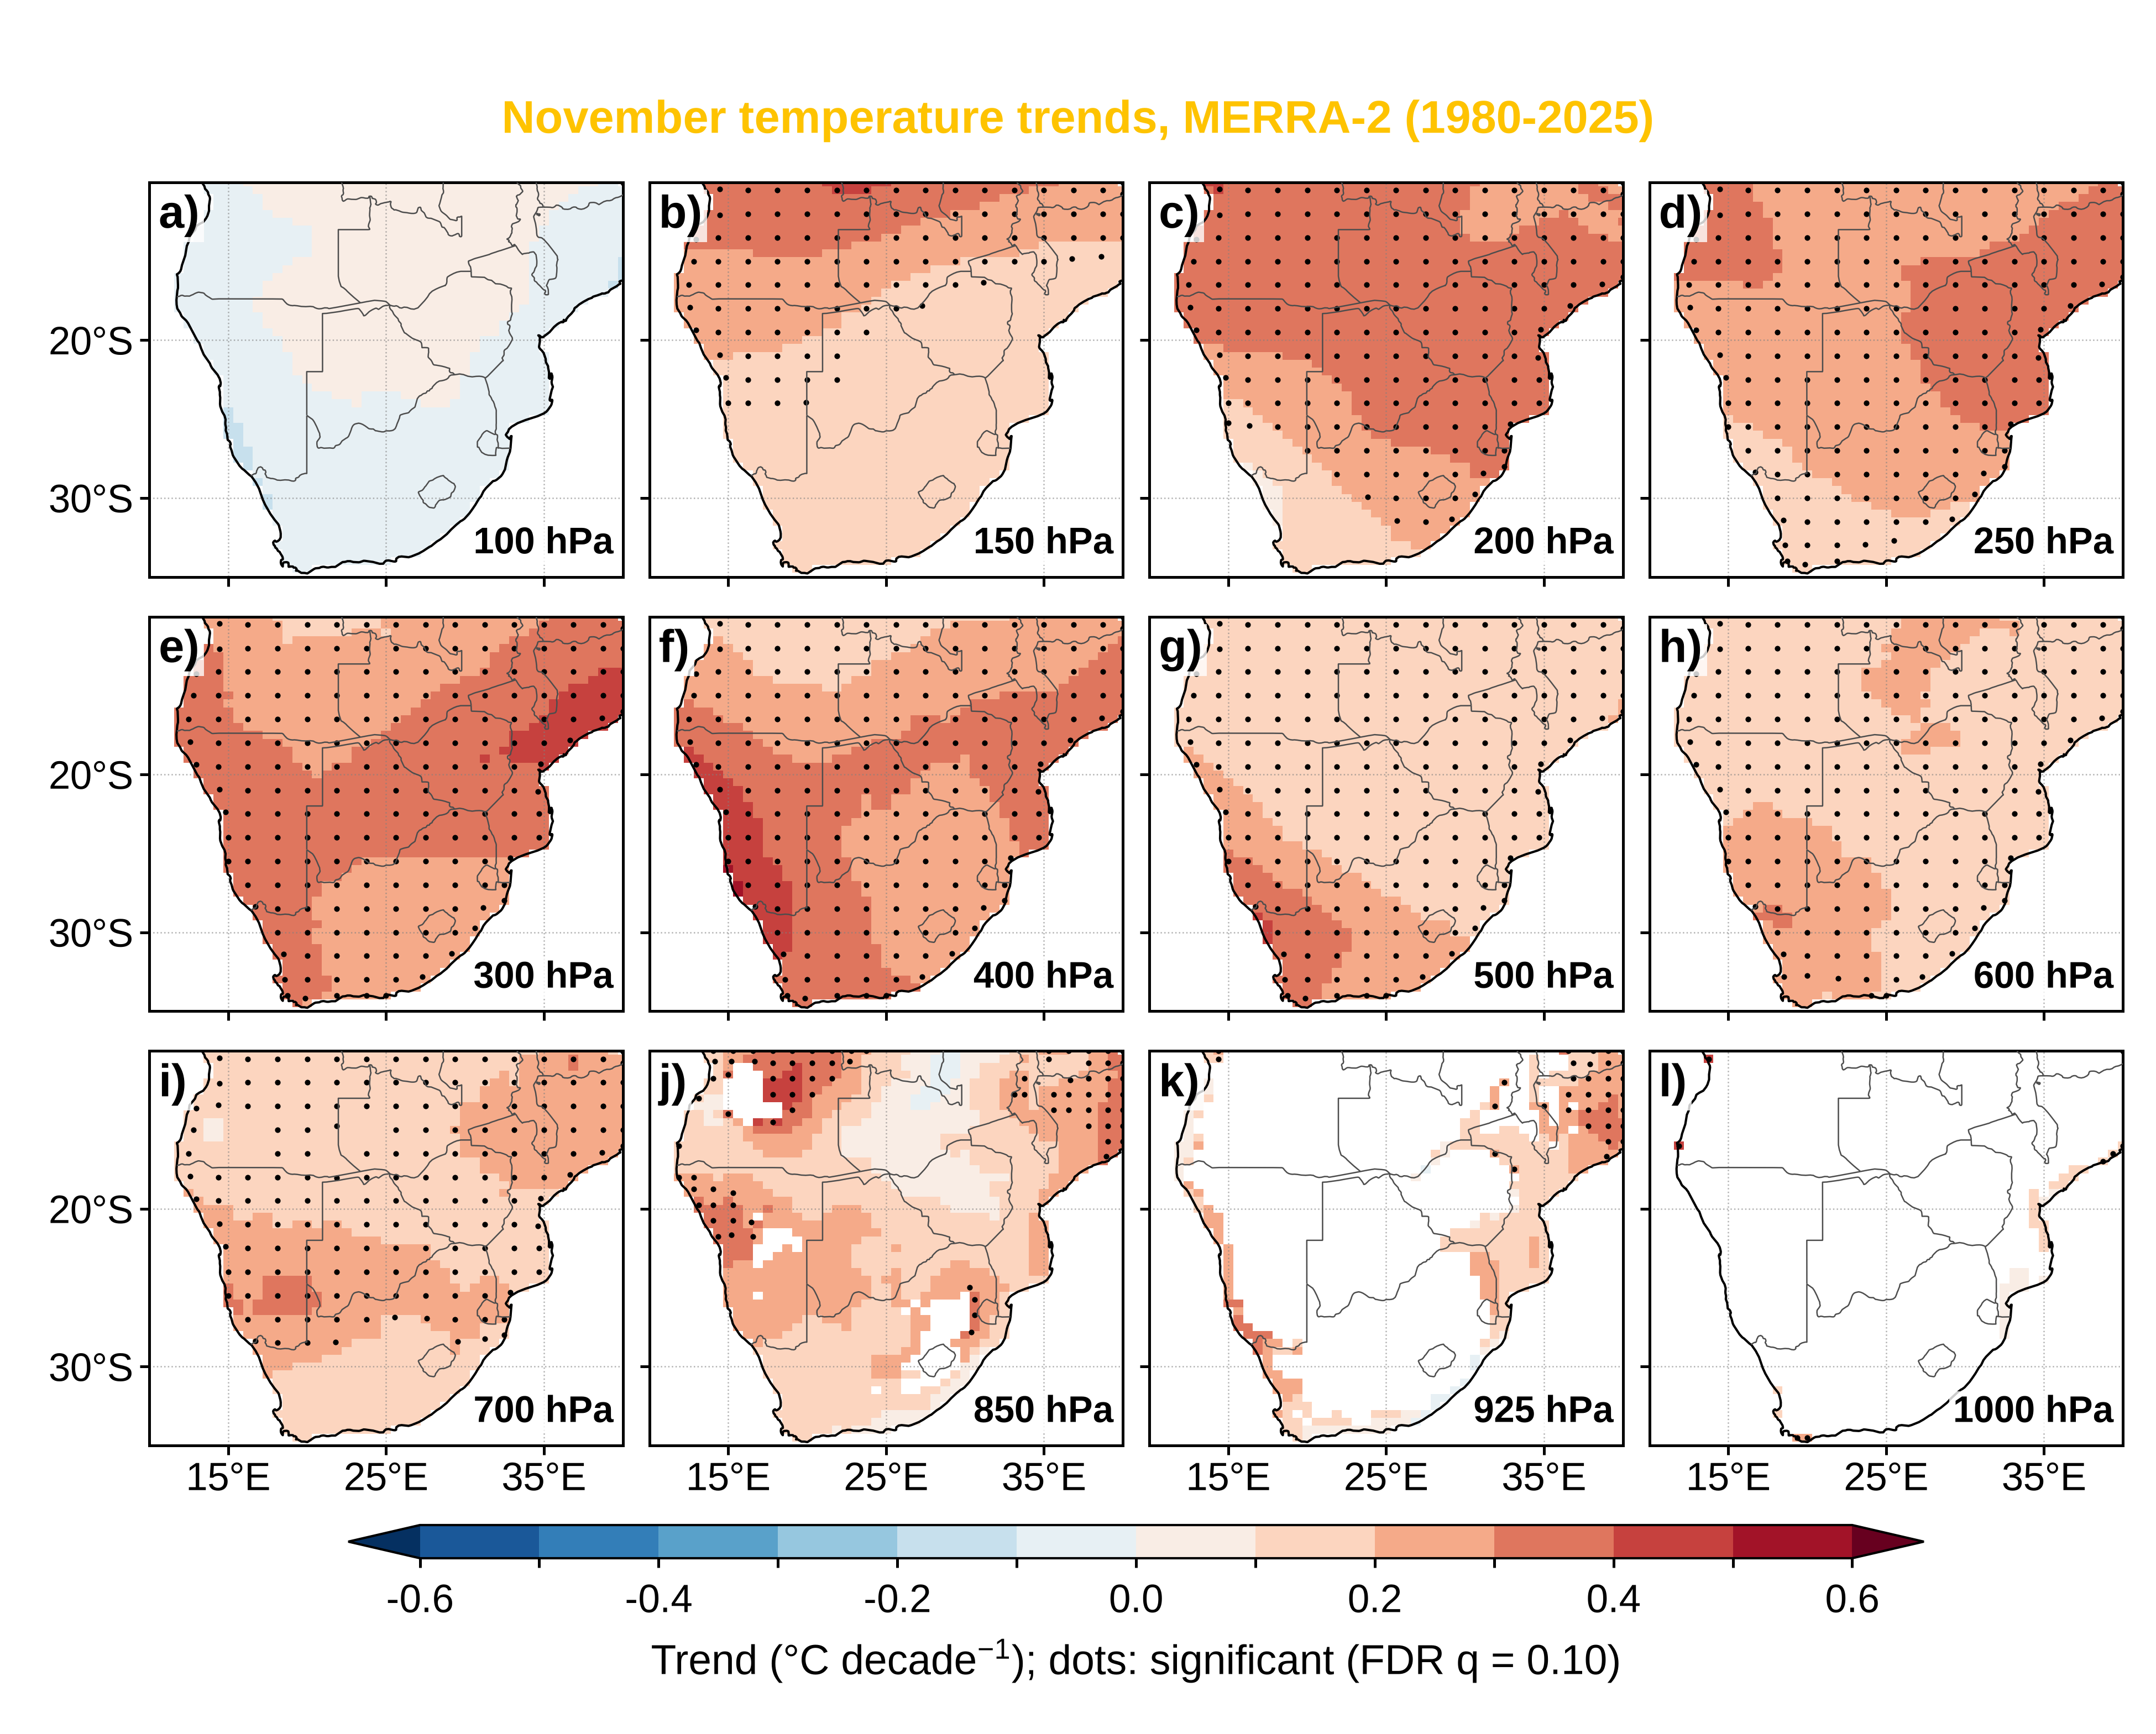 November temperature trends, MERRA-2 (1980-2025)
a) b) c) d)
20°S
30°S
100 hPa 150 hPa 200 hPa 250 hPa
e) f) g) h)
20°S
30°S
300 hPa 400 hPa 500 hPa 600 hPa
i) j) k) l)
20°S
30°S
700 hPa 850 hPa 925 hPa 1000 hPa
15°E 25°E 35°E 15°E 25°E 35°E 15°E 25°E 35°E 15°E 25°E 35°E
-0.6 -0.4 -0.2 0.0 0.2 0.4 0.6
Trend (°C decade⁻¹); dots: significant (FDR q = 0.10)